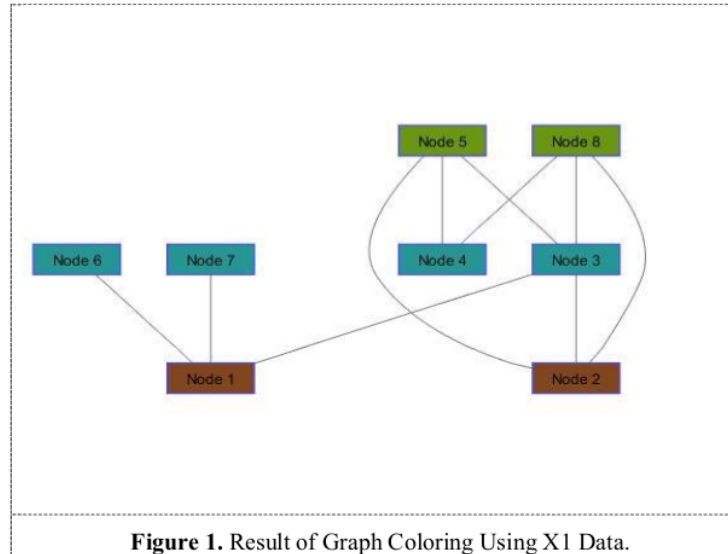 Node 5 Node 8
Node 6 Node 7 Node 4 Node 3
Node 1 Node 2
Figure 1. Result of Graph Coloring Using X1 Data.